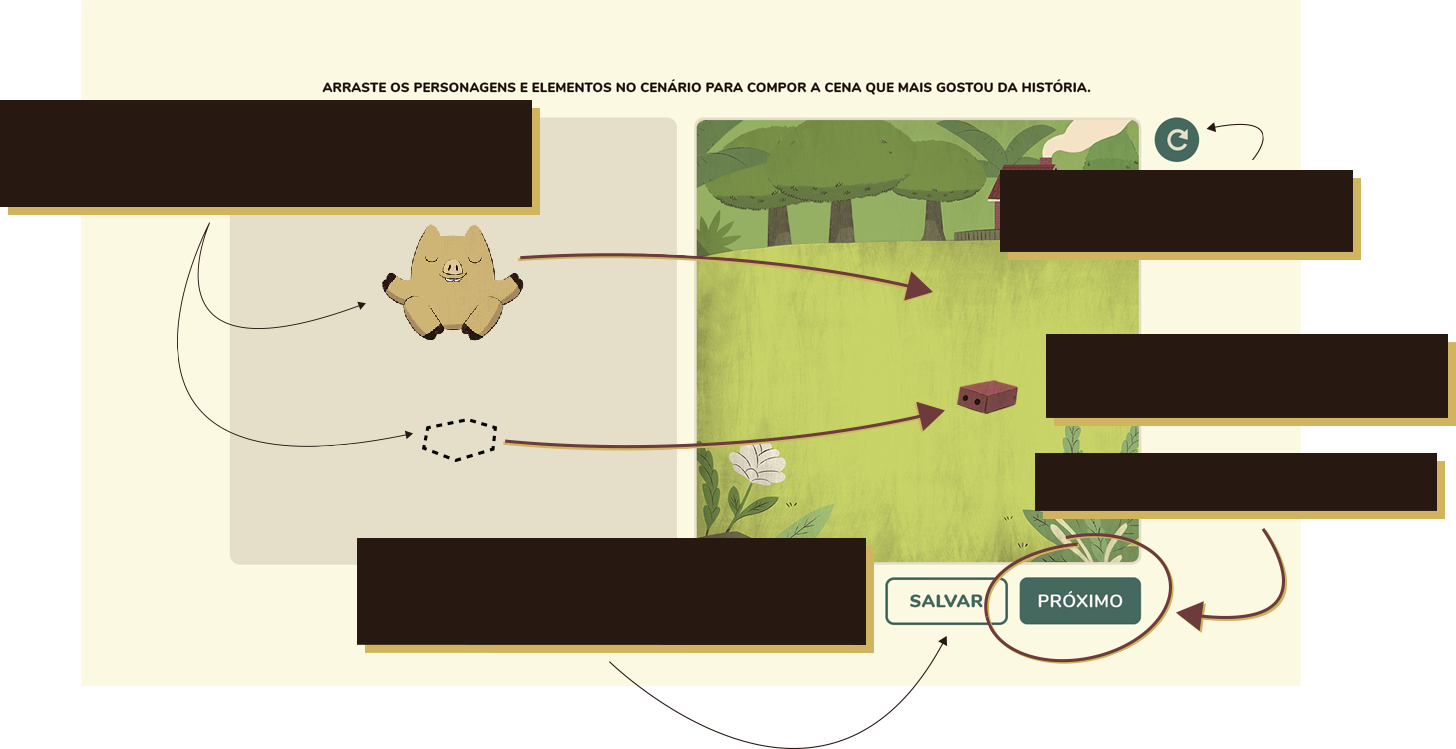 ARRASTE OS PERSONAGENS E ELEMENTOS NO CENÁRIO PARA COMPOR A CENA QUE MAIS GOSTOU DA HISTÓRIA.
SALVAR
PRÓXIMO